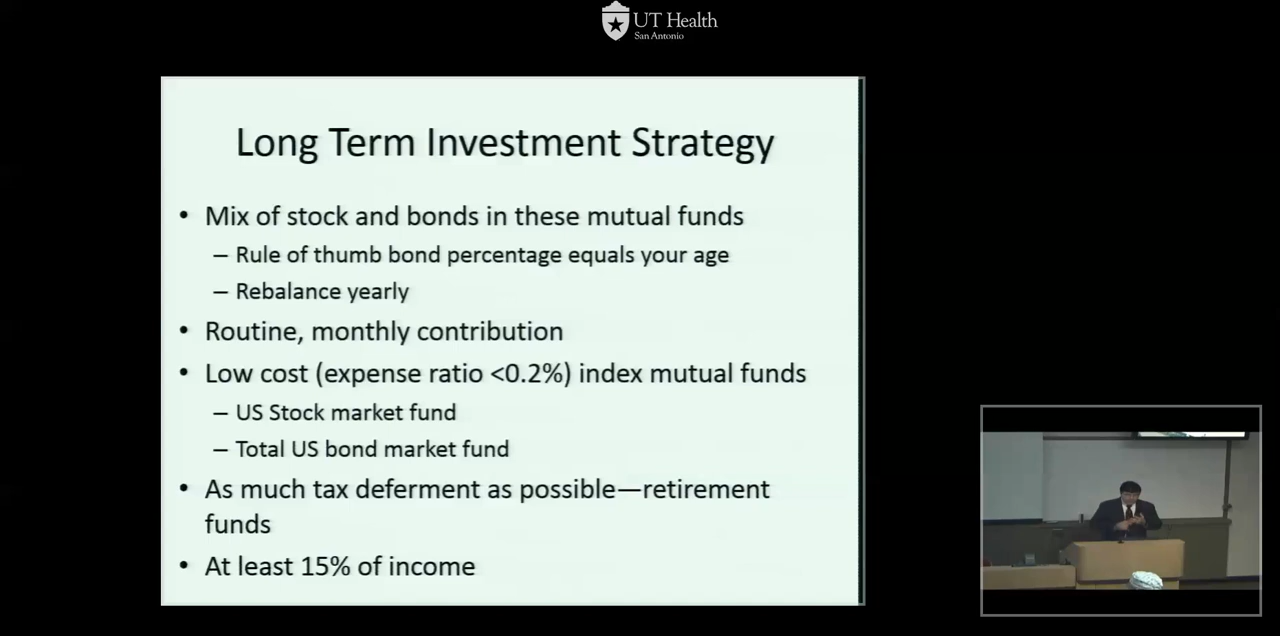 UT Health
San Antonio
Long Term Investment Strategy
• Mix of stock and bonds in these mutual funds
– Rule of thumb bond percentage equals your age
– Rebalance yearly
• Routine, monthly contribution
• Low cost (expense ratio <0.2%) index mutual funds
– US Stock market fund
– Total US bond market fund
• As much tax deferment as possible—retirement
funds
• At least 15% of income